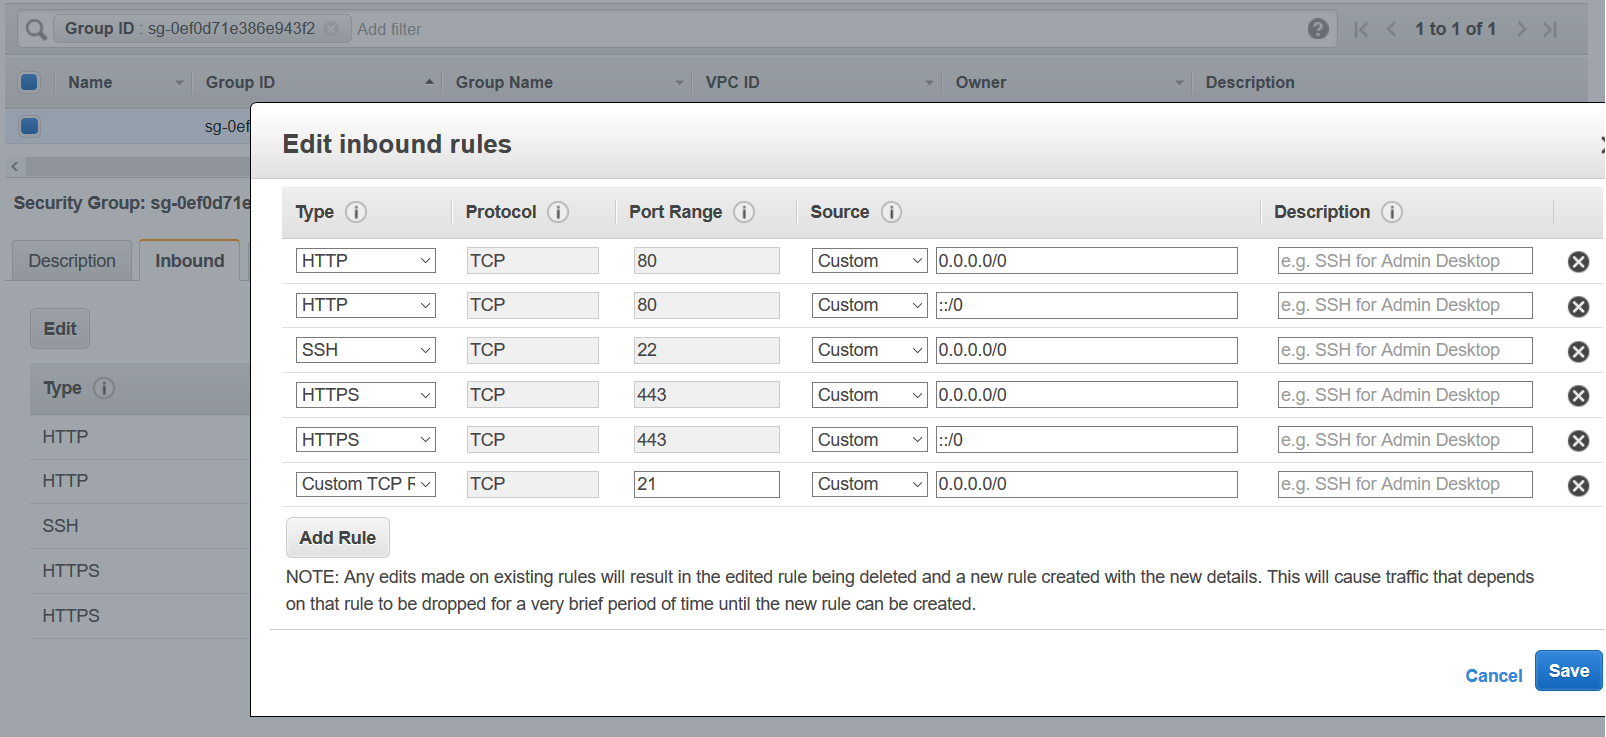 Group ID : sg-0ef0d71e386e943f2 Add filter 1 to 1 of 1
Name Group ID Group Name VPC ID Owner Description
sg-0ef
Edit inbound rules
Security Group: sg-0ef0d71e
Type Protocol Port Range Source Description
Description Inbound
HTTP TCP 80 Custom 0.0.0.0/0 e.g. SSH for Admin Desktop
HTTP TCP 80 Custom ::/0 e.g. SSH for Admin Desktop
SSH TCP 22 Custom 0.0.0.0/0 e.g. SSH for Admin Desktop
HTTPS TCP 443 Custom 0.0.0.0/0 e.g. SSH for Admin Desktop
HTTPS TCP 443 Custom ::/0 e.g. SSH for Admin Desktop
Custom TCP R TCP 21 Custom 0.0.0.0/0 e.g. SSH for Admin Desktop
Add Rule
NOTE: Any edits made on existing rules will result in the edited rule being deleted and a new rule created with the new details. This will cause traffic that depends
on that rule to be dropped for a very brief period of time until the new rule can be created.
Cancel Save
Edit
Type
HTTP
HTTP
SSH
HTTPS
HTTPS